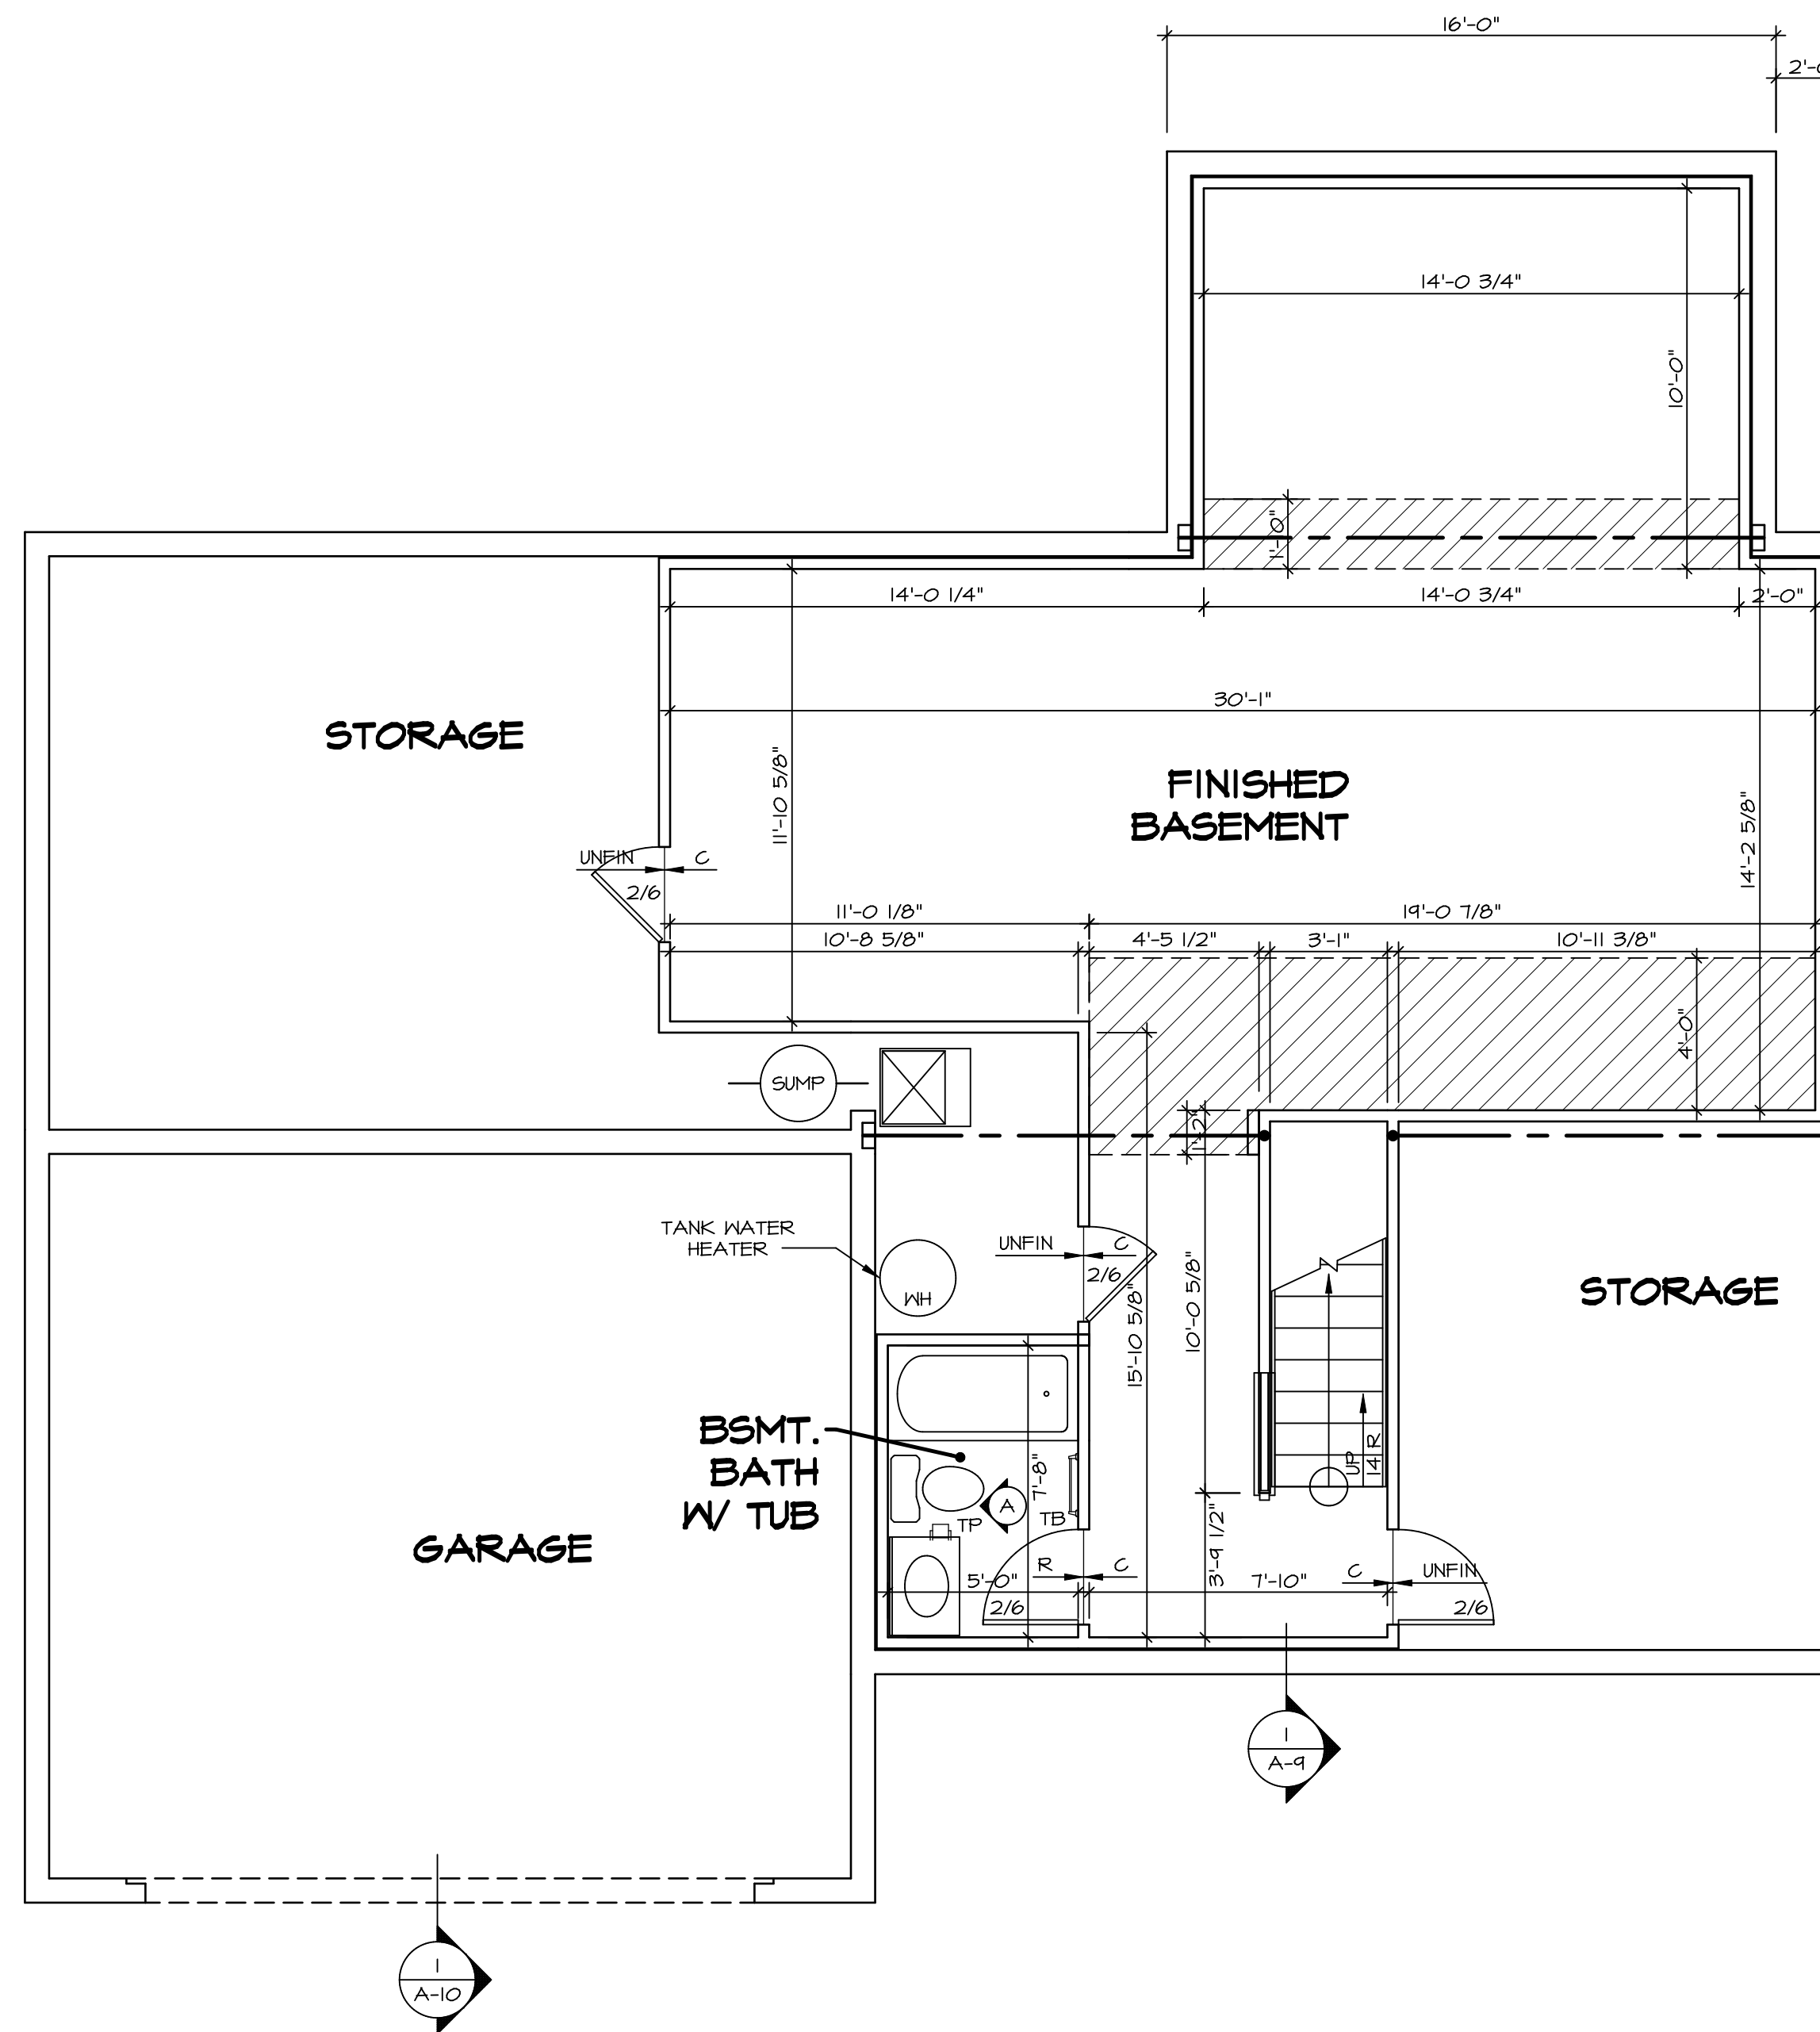 16'-0"
14'-0 3/4"
10'-0"
1'-0"
14'-0 1/4"
14'-0 3/4"
2'-0"
30'-1"
STORAGE
FINISHED
BASEMENT
11'-10 5/8"
14'-2 5/8"
UNFIN
C
2/6
11'-0 1/8"
19'-0 7/8"
10'-8 5/8"
4'-5 1/2"
3'-1"
10'-11 3/8"
4'-0"
SUMP
1'-2"
TANK WATER
HEATER
WH
UNFIN
C
2/6
15'-10 5/8"
10'-0 5/8"
STORAGE
BSMT.
BATH
W/ TUB
7'-8"
A
TP
TB
UP
14 R
GARAGE
3'-9 1/2"
R
C
5'-0"
7'-10"
2/6
C
UNFIN
2/6
1
A-9
1
A-10